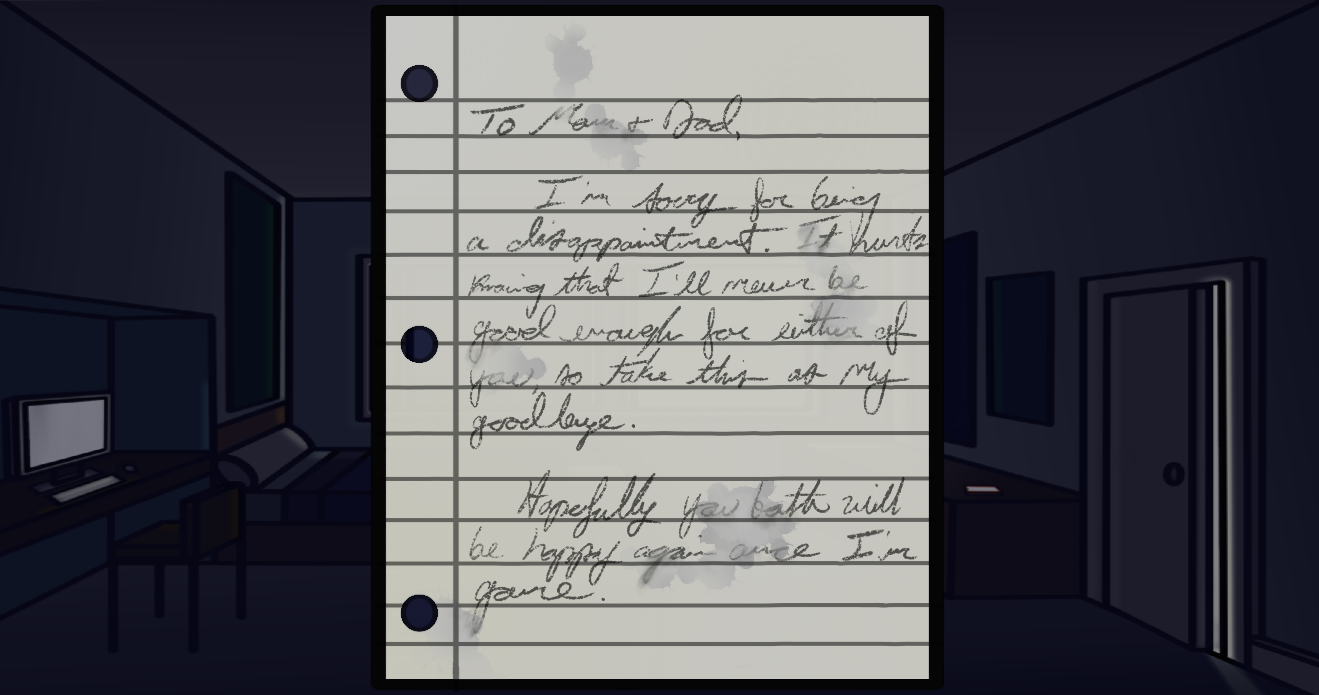 To Mom + Dad,
I'm sorry for being
a disappointment. It hurts
knowing that I'll never be
good enough for either of
you, so take this as my
goodbye.
Hopefully you both will
be happy again once I'm
gone.